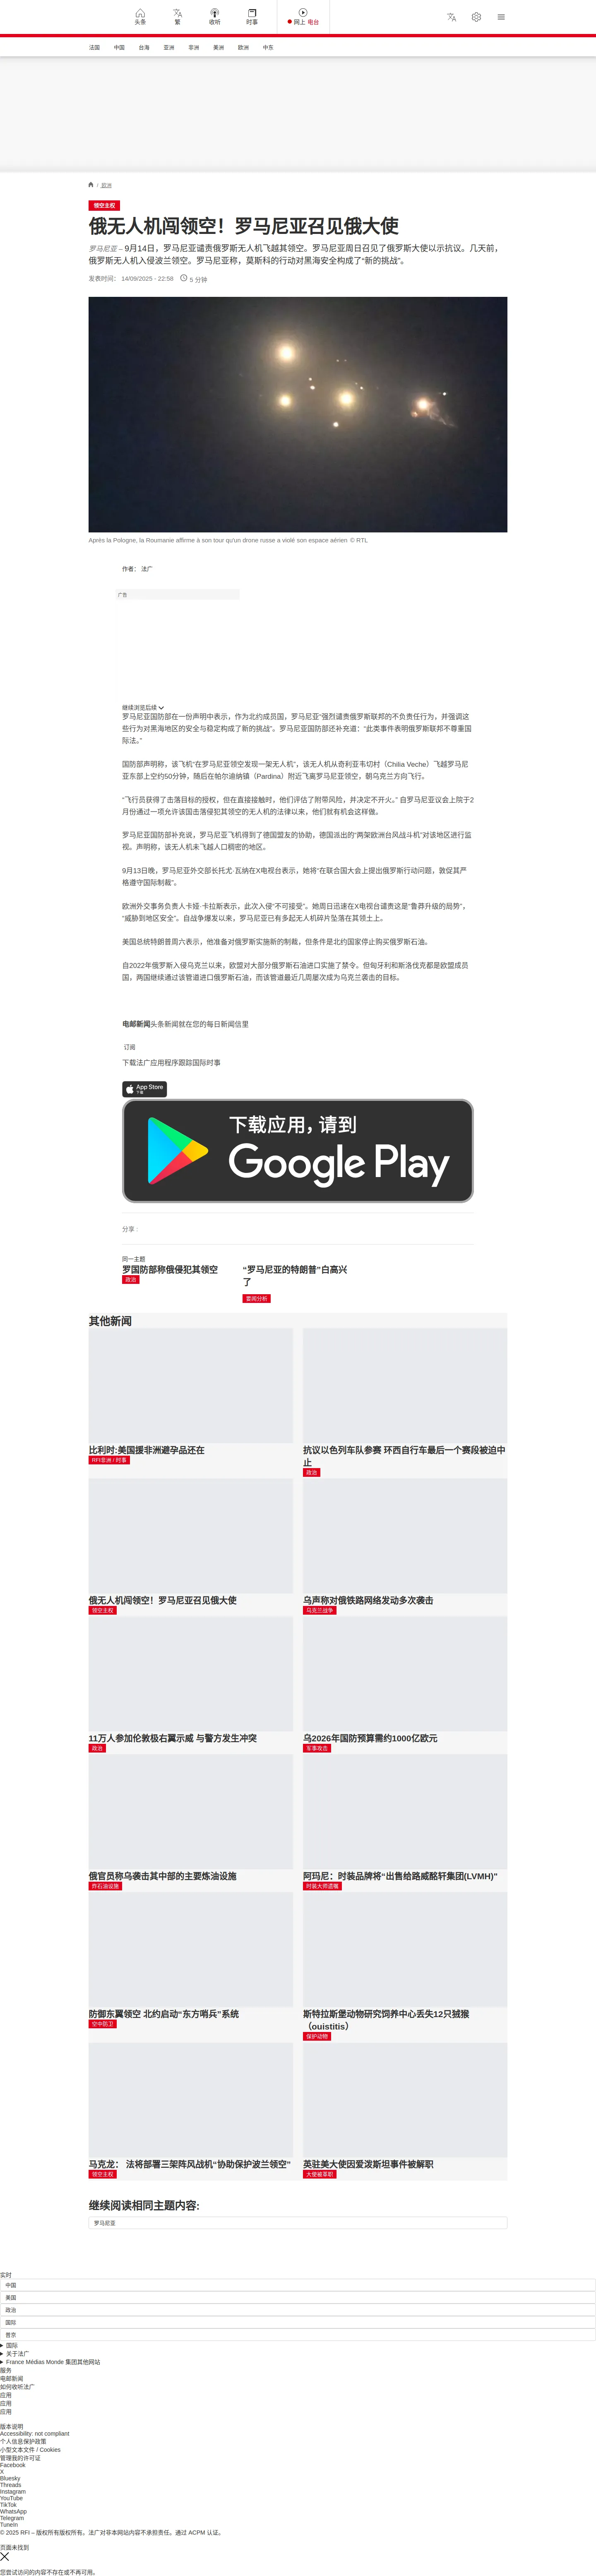 头条
繁
收听
时事
网上 电台
法国
中国
台海
亚洲
非洲
美洲
欧洲
中东
/ 欧洲
领空主权
俄无人机闯领空！罗马尼亚召见俄大使
罗马尼亚 – 9月14日，罗马尼亚谴责俄罗斯无人机飞越其领空。罗马尼亚周日召见了俄罗斯大使以示抗议。几天前，
俄罗斯无人机入侵波兰领空。罗马尼亚称，莫斯科的行动对黑海安全构成了“新的挑战”。
发表时间： 14/09/2025 - 22:58 5 分钟
Après la Pologne, la Roumanie affirme à son tour qu'un drone russe a violé son espace aérien © RTL
作者： 法广
广告
继续浏览后续
罗马尼亚国防部在一份声明中表示，作为北约成员国，罗马尼亚“强烈谴责俄罗斯联邦的不负责任行为，并强调这
些行为对黑海地区的安全与稳定构成了新的挑战”。罗马尼亚国防部还补充道：“此类事件表明俄罗斯联邦不尊重国
际法。”
国防部声明称，该飞机“在罗马尼亚领空发现一架无人机”，该无人机从奇利亚韦切村（Chilia Veche）飞越罗马尼
亚东部上空约50分钟，随后在帕尔迪纳镇（Pardina）附近飞离罗马尼亚领空，朝乌克兰方向飞行。
“飞行员获得了击落目标的授权，但在直接接触时，他们评估了附带风险，并决定不开火。” 自罗马尼亚议会上院于2
月份通过一项允许该国击落侵犯其领空的无人机的法律以来，他们就有机会这样做。
罗马尼亚国防部补充说，罗马尼亚飞机得到了德国盟友的协助，德国派出的“两架欧洲台风战斗机”对该地区进行监
视。声明称，该无人机未飞越人口稠密的地区。
9月13日晚，罗马尼亚外交部长托尤·瓦纳在X电视台表示，她将“在联合国大会上提出俄罗斯行动问题，敦促其严
格遵守国际制裁”。
欧洲外交事务负责人卡娅·卡拉斯表示，此次入侵“不可接受”。她周日迅速在X电视台谴责这是“鲁莽升级的局势”，
“威胁到地区安全”。自战争爆发以来，罗马尼亚已有多起无人机碎片坠落在其领土上。
美国总统特朗普周六表示，他准备对俄罗斯实施新的制裁，但条件是北约国家停止购买俄罗斯石油。
自2022年俄罗斯入侵乌克兰以来，欧盟对大部分俄罗斯石油进口实施了禁令。但匈牙利和斯洛伐克都是欧盟成员
国，两国继续通过该管道进口俄罗斯石油，而该管道最近几周屡次成为乌克兰袭击的目标。
电邮新闻头条新闻就在您的每日新闻信里
订阅
下载法广应用程序跟踪国际时事
App Store
下载
下载应用，请到
Google Play
分享 :
同一主题
罗国防部称俄侵犯其领空
政治
“罗马尼亚的特朗普”白高兴
了
要闻分析
其他新闻
比利时:美国援非洲避孕品还在
RFI非洲 / 时事
抗议以色列车队参赛 环西自行车最后一个赛段被迫中
止
政治
俄无人机闯领空！罗马尼亚召见俄大使
领空主权
乌声称对俄铁路网络发动多次袭击
乌克兰战争
11万人参加伦敦极右翼示威 与警方发生冲突
政治
乌2026年国防预算需约1000亿欧元
军事攻击
俄官员称乌袭击其中部的主要炼油设施
炸石油设施
阿玛尼：时装品牌将“出售给路威酩轩集团(LVMH)”
时装大师遗嘱
防御东翼领空 北约启动“东方哨兵”系统
空中防卫
斯特拉斯堡动物研究饲养中心丢失12只狨猴
（ouistitis）
保护动物
马克龙： 法将部署三架阵风战机“协助保护波兰领空”
领空主权
英驻美大使因爱泼斯坦事件被解职
大使被革职
继续阅读相同主题内容:
罗马尼亚
实时
中国
美国
政治
国际
普京
国际
关于法广
France Médias Monde 集团其他网站
服务
电邮新闻
如何收听法广
应用
应用
应用
版本说明
Accessibility: not compliant
个人信息保护政策
小型文本文件 / Cookies
管理我的许可证
Facebook
X
Bluesky
Threads
Instagram
YouTube
TikTok
WhatsApp
Telegram
TuneIn
© 2025 RFI – 版权所有版权所有。法广对非本网站内容不承担责任。通过 ACPM 认证。
页面未找到
您尝试访问的内容不存在或不再可用。